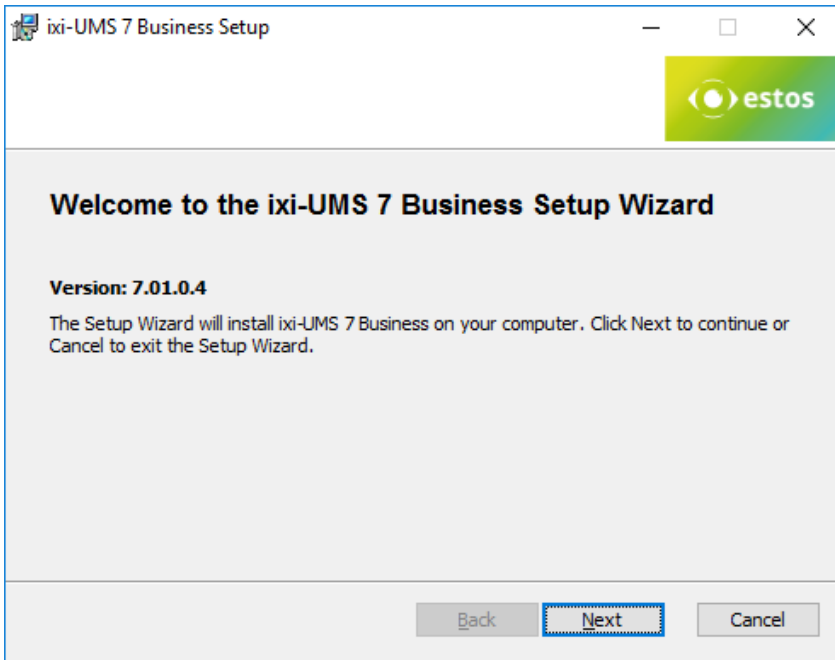 ixi-UMS 7 Business Setup
estos
Welcome to the ixi-UMS 7 Business Setup Wizard
Version: 7.01.0.4
The Setup Wizard will install ixi-UMS 7 Business on your computer. Click Next to continue or
Cancel to exit the Setup Wizard.
Back Next Cancel